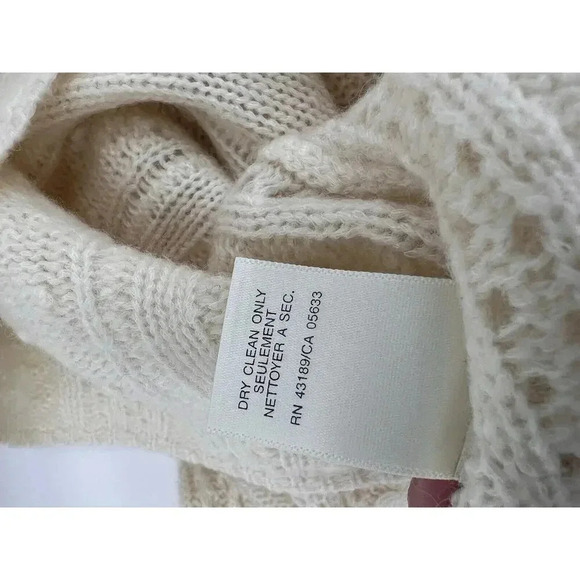 DRY CLEAN ONLY
SEULEMENT
NETTOYER A SEC.
RN 43189/CA 05633